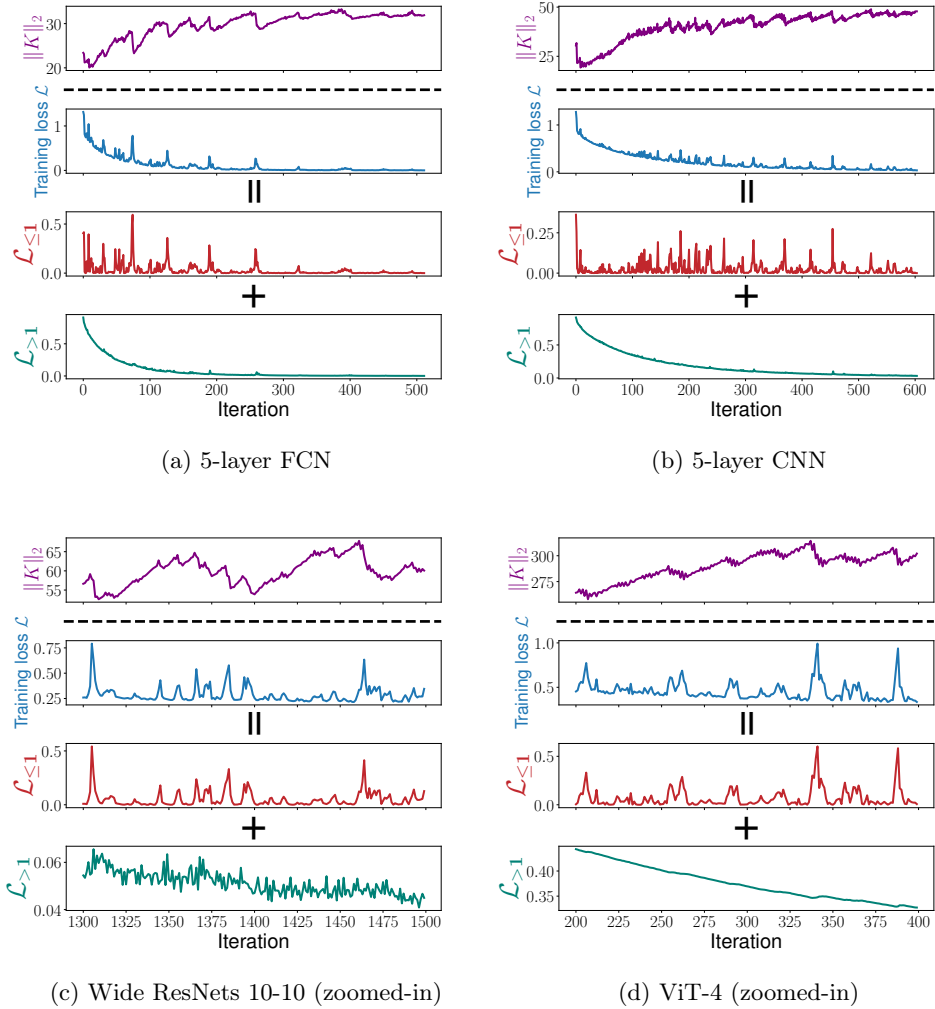 ‖K‖₂
30
20
Training loss ℒ
1
0
ℒ≤1
0.5
0.0
+
ℒ>1
0.5
0.0
0 100 200 300 400 500
Iteration
(a) 5-layer FCN
‖K‖₂
50
25
Training loss ℒ
1
0
=
ℒ≤1
0.25
0.00
+
ℒ>1
0.5
0.0
0 100 200 300 400 500 600
Iteration
(b) 5-layer CNN
‖K‖₂
65
60
55
Training loss ℒ
0.75
0.50
0.25
=
ℒ≤1
0.5
0.0
+
ℒ>1
0.06
0.04
1300 1325 1350 1375 1400 1425 1450 1475 1500
Iteration
(c) Wide ResNets 10-10 (zoomed-in)
‖K‖₂
300
275
Training loss ℒ
1.0
0.5
=
ℒ≤1
0.5
0.0
+
ℒ>1
0.40
0.35
200 225 250 275 300 325 350 375 400
Iteration
(d) ViT-4 (zoomed-in)